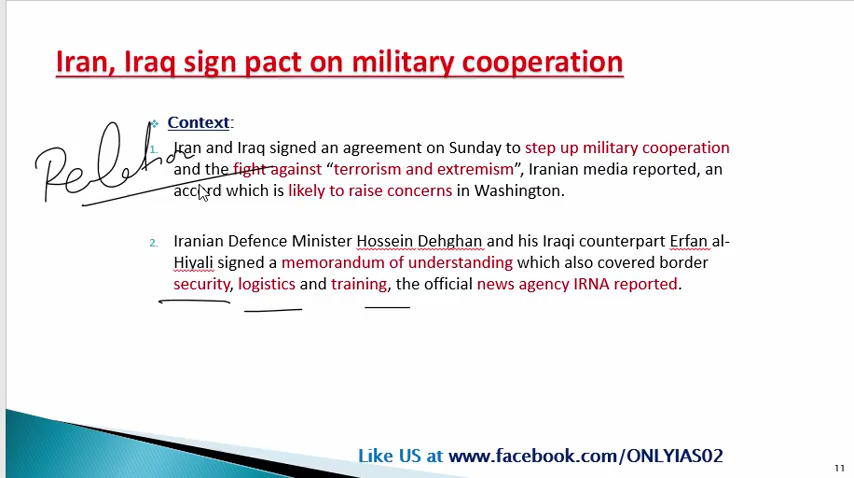 Iran, Iraq sign pact on military cooperation
Context:
1. Iran and Iraq signed an agreement on Sunday to step up military cooperation
and the fight against “terrorism and extremism”, Iranian media reported, an
accord which is likely to raise concerns in Washington.
2. Iranian Defence Minister Hossein Dehghan and his Iraqi counterpart Erfan al-
Hiyali signed a memorandum of understanding which also covered border
security, logistics and training, the official news agency IRNA reported.
Like US at www.facebook.com/ONLYIAS02
11